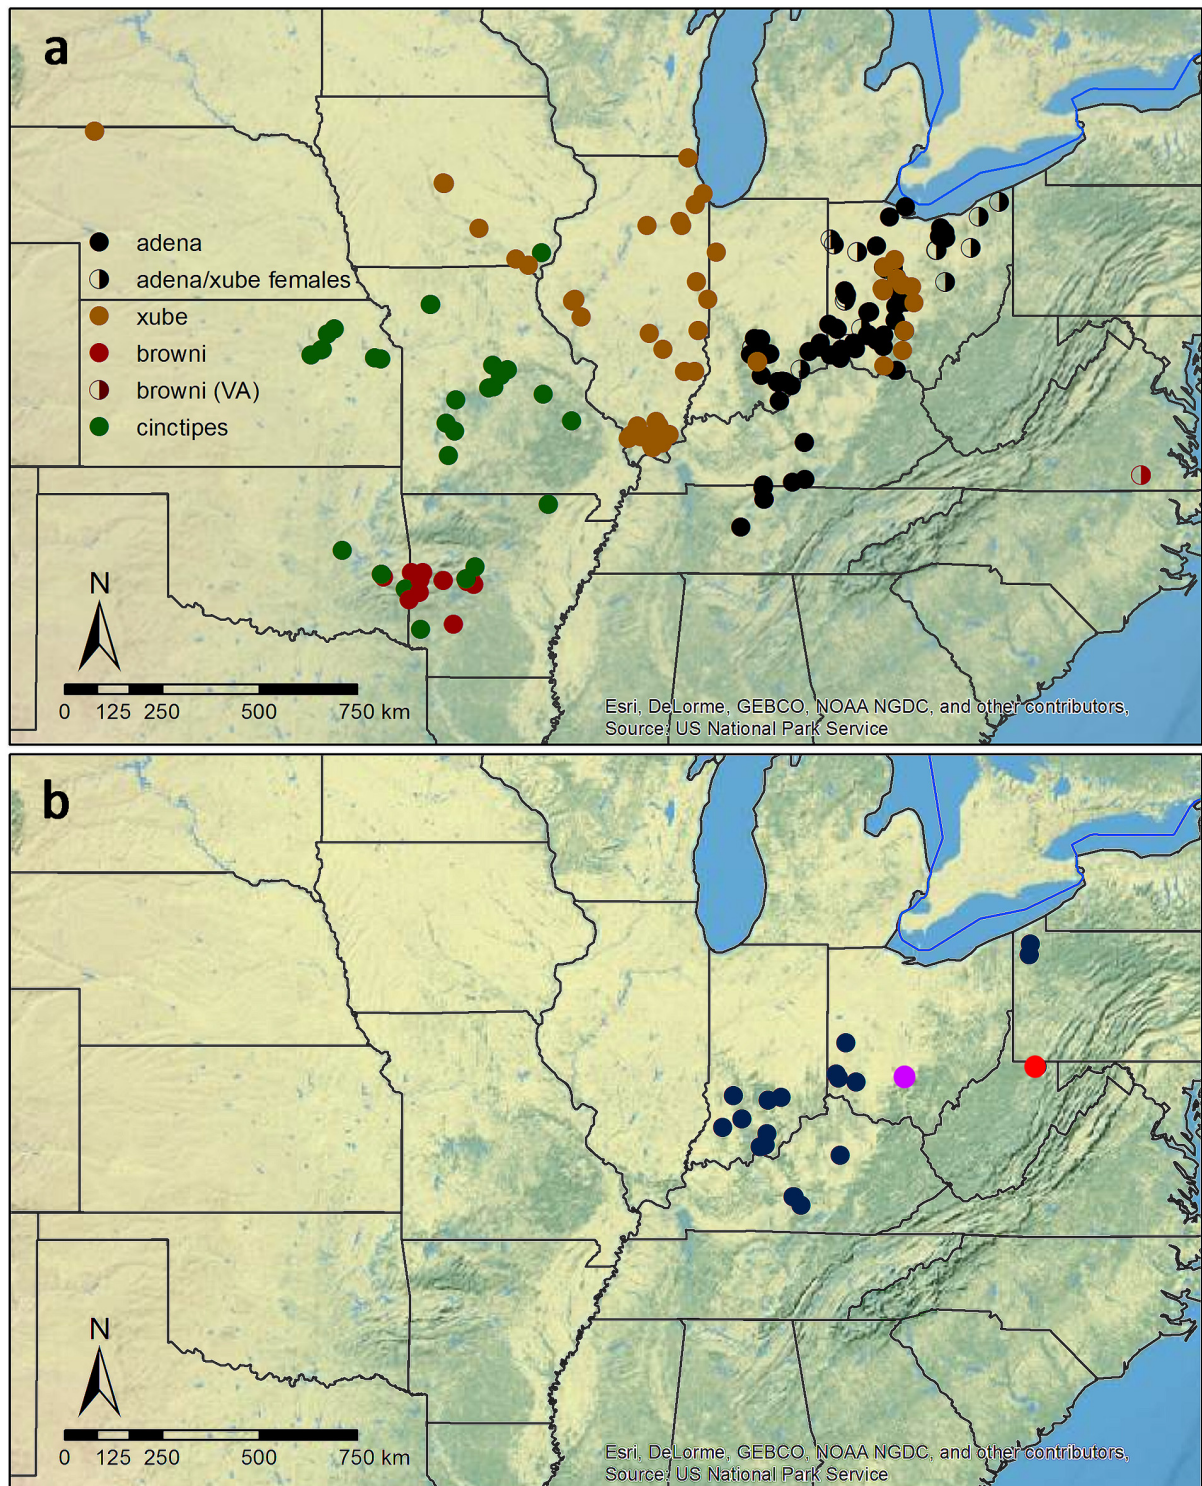 a
adena
adena/xube females
xube
browni
browni (VA)
cinctipes
N
0 125 250 500 750 km
Esri, DeLorme, GEBCO, NOAA NGDC, and other contributors,
Source: US National Park Service
b
N
0 125 250 500 750 km
Esri, DeLorme, GEBCO, NOAA NGDC, and other contributors,
Source: US National Park Service